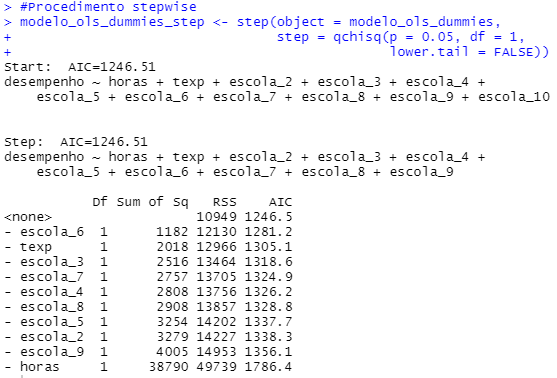 > #Procedimento stepwise
> modelo_ols_dummies_step <- step(object = modelo_ols_dummies,
+                                 step = qchisq(p = 0.05, df = 1,
+                                               lower.tail = FALSE))
Start:  AIC=1246.51
desempenho ~ horas + texp + escola_2 + escola_3 + escola_4 +
    escola_5 + escola_6 + escola_7 + escola_8 + escola_9 + escola_10
Step:  AIC=1246.51
desempenho ~ horas + texp + escola_2 + escola_3 + escola_4 +
    escola_5 + escola_6 + escola_7 + escola_8 + escola_9
           Df Sum of Sq   RSS    AIC
<none>                  10949 1246.5
- escola_6  1      1182 12130 1281.2
- texp      1      2018 12966 1305.1
- escola_3  1      2516 13464 1318.6
- escola_7  1      2757 13705 1324.9
- escola_4  1      2808 13756 1326.2
- escola_8  1      2908 13857 1328.8
- escola_5  1      3254 14202 1337.7
- escola_2  1      3279 14227 1338.3
- escola_9  1      4005 14953 1356.1
- horas     1     38790 49739 1786.4